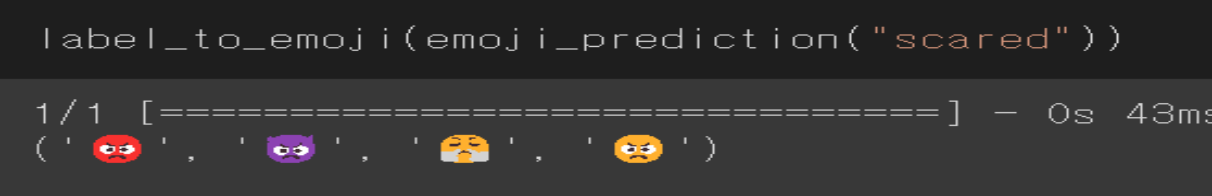 label_to_emoji(emoji_prediction("scared"))
1/1 [==============================] - 0s 43ms
('😡', '👿', '😤', '😠')